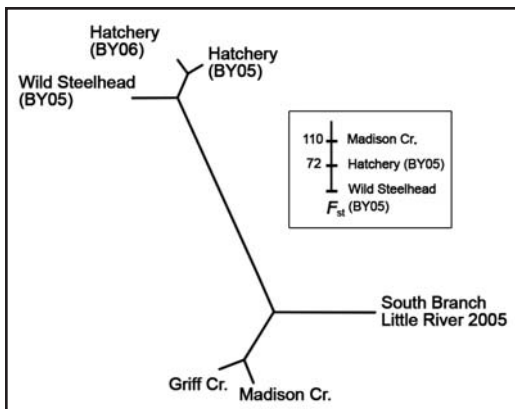 Hatchery
(BY06)
Hatchery
(BY05)
Wild Steelhead
(BY05)
110 Madison Cr.
72 Hatchery (BY05)
Wild Steelhead
Fst (BY05)
South Branch
Little River 2005
Griff Cr.
Madison Cr.